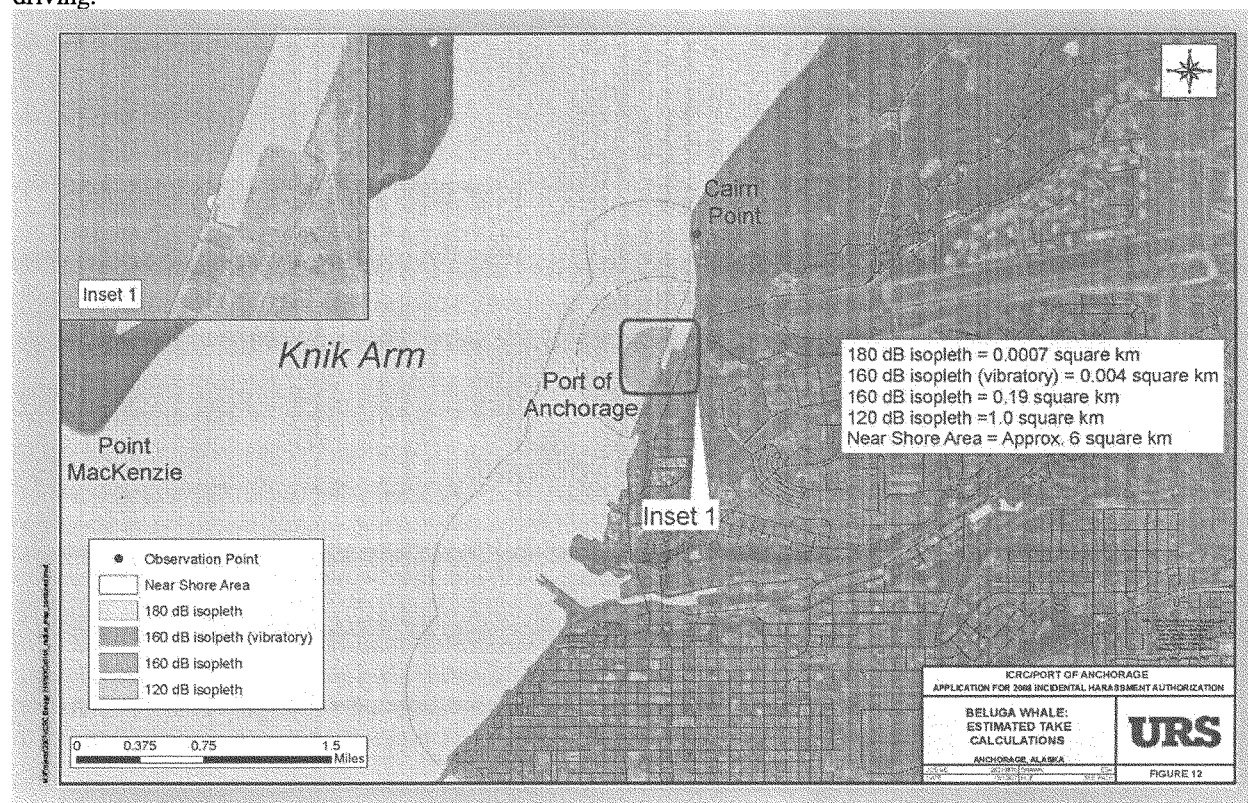 driving.
Cairn
Point
Inset 1
Knik Arm
180 dB isopleth = 0.0007 square km
160 dB isopleth (vibratory) = 0.004 square km
160 dB isopleth = 0.19 square km
120 dB isopleth =1.0 square km
Near Shore Area = Approx. 6 square km
Port of
Anchorage
Point
MacKenzie
Inset 1
Observation Point
Near Shore Area
180 dB isopleth
160 dB isolpeth (vibratory)
160 dB isopleth
120 dB isopleth
0 0.375 0.75 1.5
Miles
ICRC/PORT OF ANCHORAGE
APPLICATION FOR 2008 INCIDENTAL HARASSMENT AUTHORIZATION
BELUGA WHALE:
ESTIMATED TAKE
CALCULATIONS
ANCHORAGE, ALASKA
URS
FIGURE 12